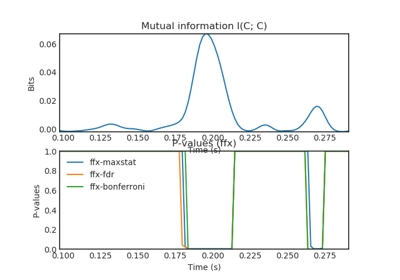 Mutual information I(C; C)
0.06
0.04
0.02
0.00
Bits
0.100 0.125 0.150 0.175 0.200 0.225 0.250 0.275
Time (s)
P-values (ffx)
1.0
0.8
0.6
0.4
0.2
0.0
P-values
ffx-maxstat
ffx-fdr
ffx-bonferroni
0.100 0.125 0.150 0.175 0.200 0.225 0.250 0.275
Time (s)